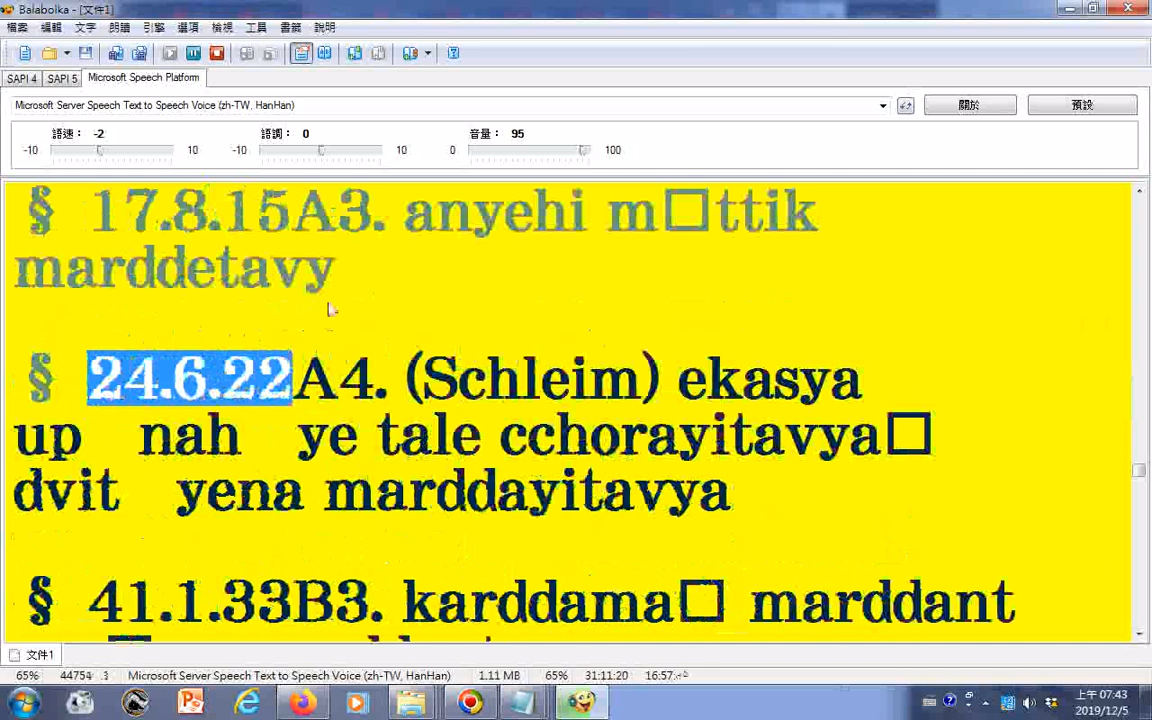 Balabolka - [文件1]
檔案 編輯 文字 朗讀 引擎 選項 檢視 工具 書籤 說明
SAPI 4 SAPI 5 Microsoft Speech Platform
Microsoft Server Speech Text to Speech Voice (zh-TW, HanHan) 關於 預設
語速： -2 語調： 0 音量： 95
-10 10 -10 10 0 100
§ 17.8.15A3. anyehi m□ttik
marddetavy
§ 24.6.22A4. (Schleim) ekasya
up nah ye tale cchorayitavya□
dvit yena marddayitavya
§ 41.1.33B3. karddama□ marddant
文件1
65% 44754 Microsoft Server Speech Text to Speech Voice (zh-TW, HanHan) 1.11 MB 65% 31:11:20
上午 07:43
2019/12/5